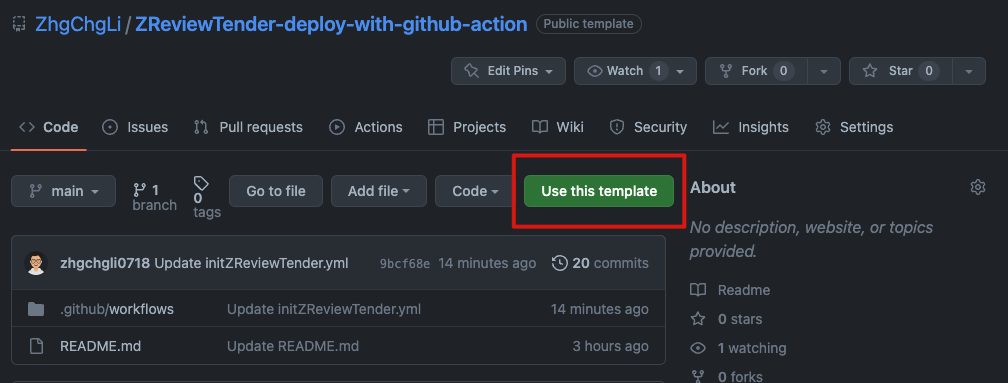 ZhgChgLi / ZReviewTender-deploy-with-github-action Public template
Edit Pins Watch 1 Fork 0 Star 0
Code Issues Pull requests Actions Projects Wiki Security Insights Settings
main 1 branch 0 tags Go to file Add file Code Use this template
zhgchgli0718 Update initZReviewTender.yml 9bcf68e 14 minutes ago 20 commits
.github/workflows Update initZReviewTender.yml 14 minutes ago
README.md Update README.md 3 hours ago
About
No description, website, or topics
provided.
Readme
0 stars
1 watching
0 forks